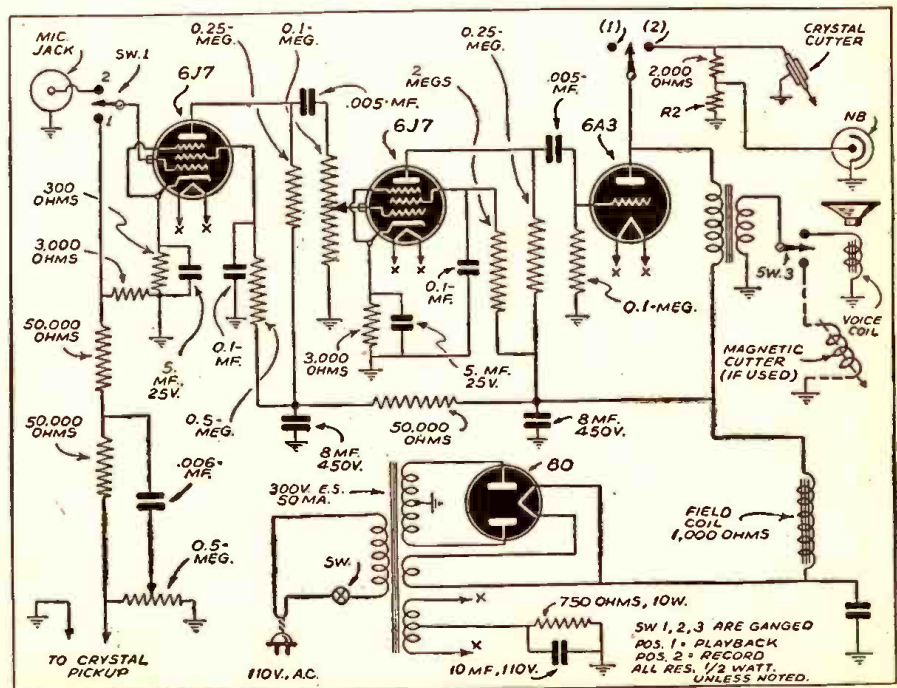 MIC.
JACK
2
SW.1
1
6J7
0.25-
MEG.
0.1-
MEG.
.005-MF.
2
MEGS
6J7
0.25-
MEG.
.005-
MF.
6A3
(1)
(2)
CRYSTAL
CUTTER
2,000
OHMS
R2
NB
300
OHMS
3,000
OHMS
50,000
OHMS
50,000
OHMS
.006-
MF.
0.5-
MEG.
TO CRYSTAL
PICKUP
X X
5.
MF.
25V.
0.1-
MF.
0.5-
MEG.
8 MF.
450V.
3,000
OHMS
X X
0.1-
MF.
5. MF.
25V.
50,000
OHMS
8 MF.
450V.
X X
0.1-MEG.
SW.3
VOICE
COIL
MAGNETIC
CUTTER
(IF USED)
FIELD
COIL
1,000 OHMS
300V. E.S.
50 MA.
80
SW.
110V., A.C.
X
X
750 OHMS, 10W.
10 MF., 110V.
SW 1, 2, 3 ARE GANGED
POS. 1 = PLAYBACK
POS. 2 = RECORD
ALL RES. 1/2 WATT.
UNLESS NOTED.